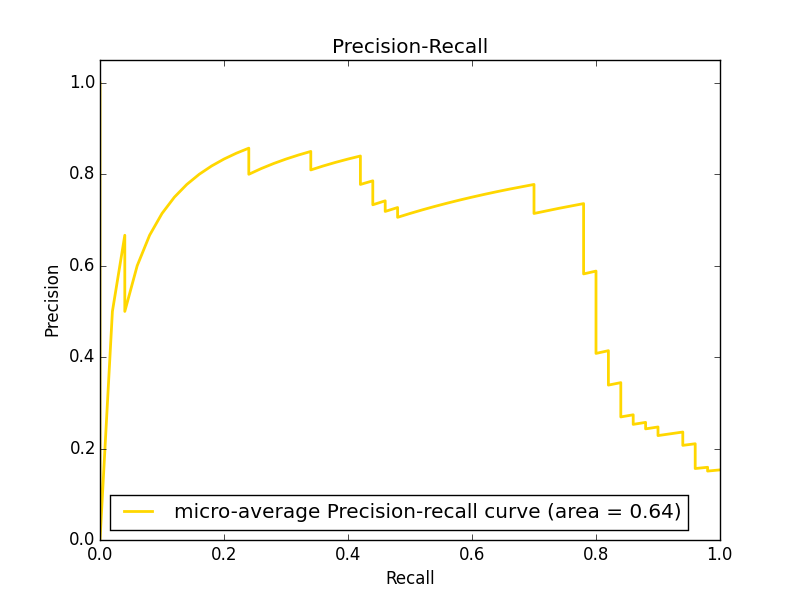 Precision-Recall
1.0
0.8
0.6
0.4
0.2
0.0
Precision
micro-average Precision-recall curve (area = 0.64)
0.0 0.2 0.4 0.6 0.8 1.0
Recall